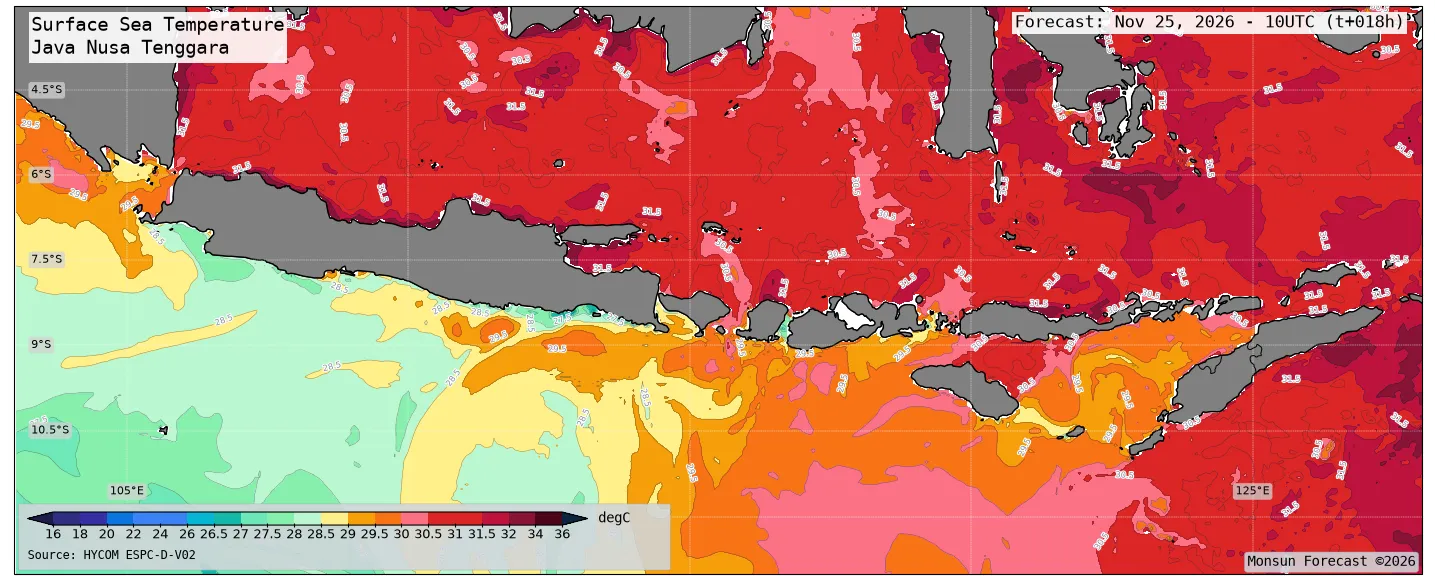 Surface Sea Temperature
Java Nusa Tenggara
Forecast: Nov 25, 2026 - 10UTC (t+018h)
4.5°S
6°S
7.5°S
9°S
10.5°S
105°E
125°E
16 18 20 22 24 26 26.5 27 27.5 28 28.5 29 29.5 30 30.5 31 31.5 32 34 36
degC
Source: HYCOM ESPC-D-V02
Monsun Forecast ©2026